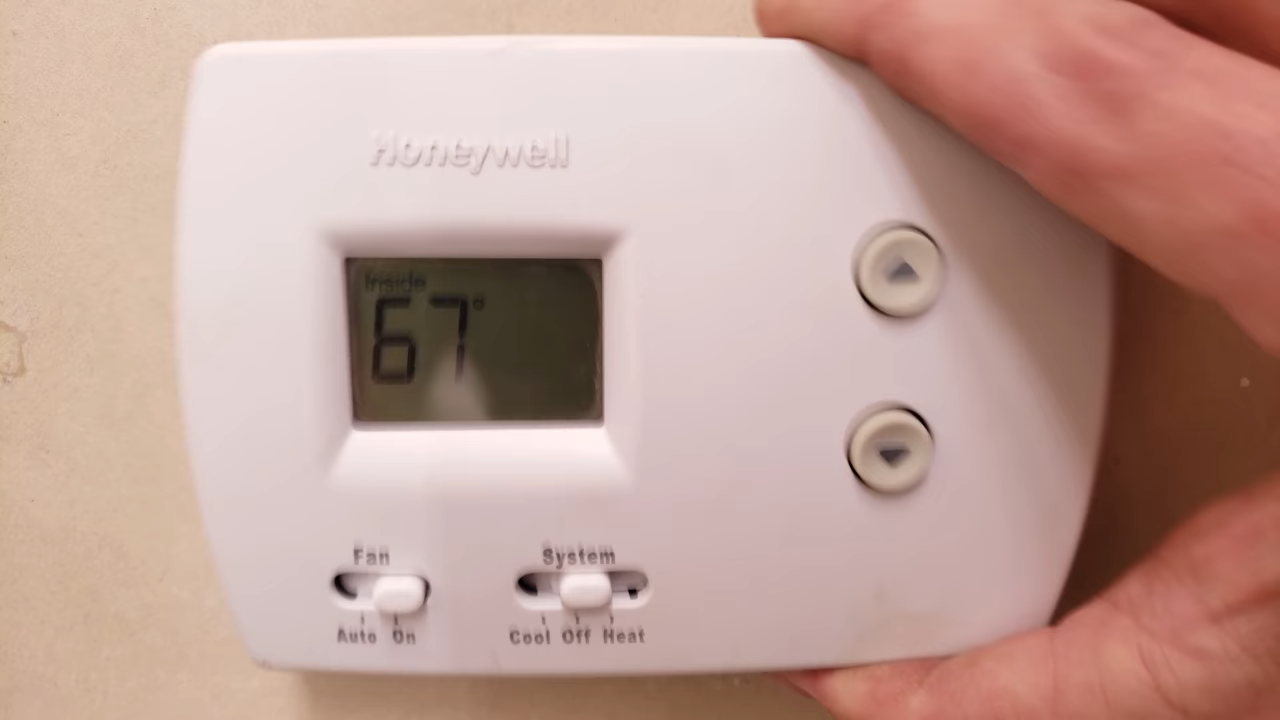 Honeywell
Inside
67°
Fan
System
Auto On
Cool Off Heat